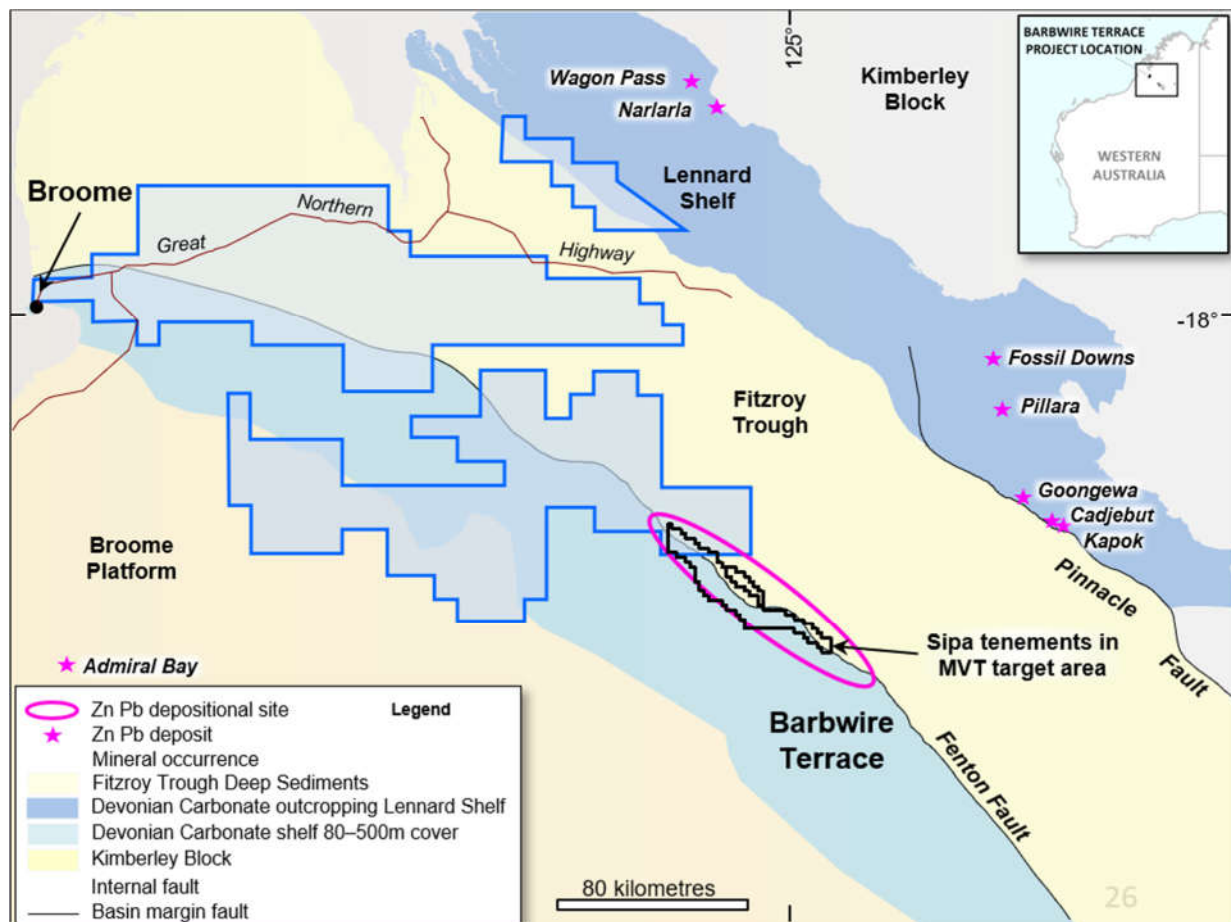 125°
BARBWIRE TERRACE
PROJECT LOCATION
WESTERN
AUSTRALIA
Wagon Pass
Narlarla
Kimberley
Block
Lennard
Shelf
Broome
Great
Northern
Highway
-18°
Fossil Downs
Pillara
Fitzroy
Trough
Goongewa
Cadjebut
Kapok
Broome
Platform
Pinnacle
Fault
Sipa tenements in
MVT target area
Admiral Bay
Barbwire
Terrace
Fenton Fault
Legend
Zn Pb depositional site
Zn Pb deposit
Mineral occurrence
Fitzroy Trough Deep Sediments
Devonian Carbonate outcropping Lennard Shelf
Devonian Carbonate shelf 80–500m cover
Kimberley Block
Internal fault
Basin margin fault
80 kilometres
26